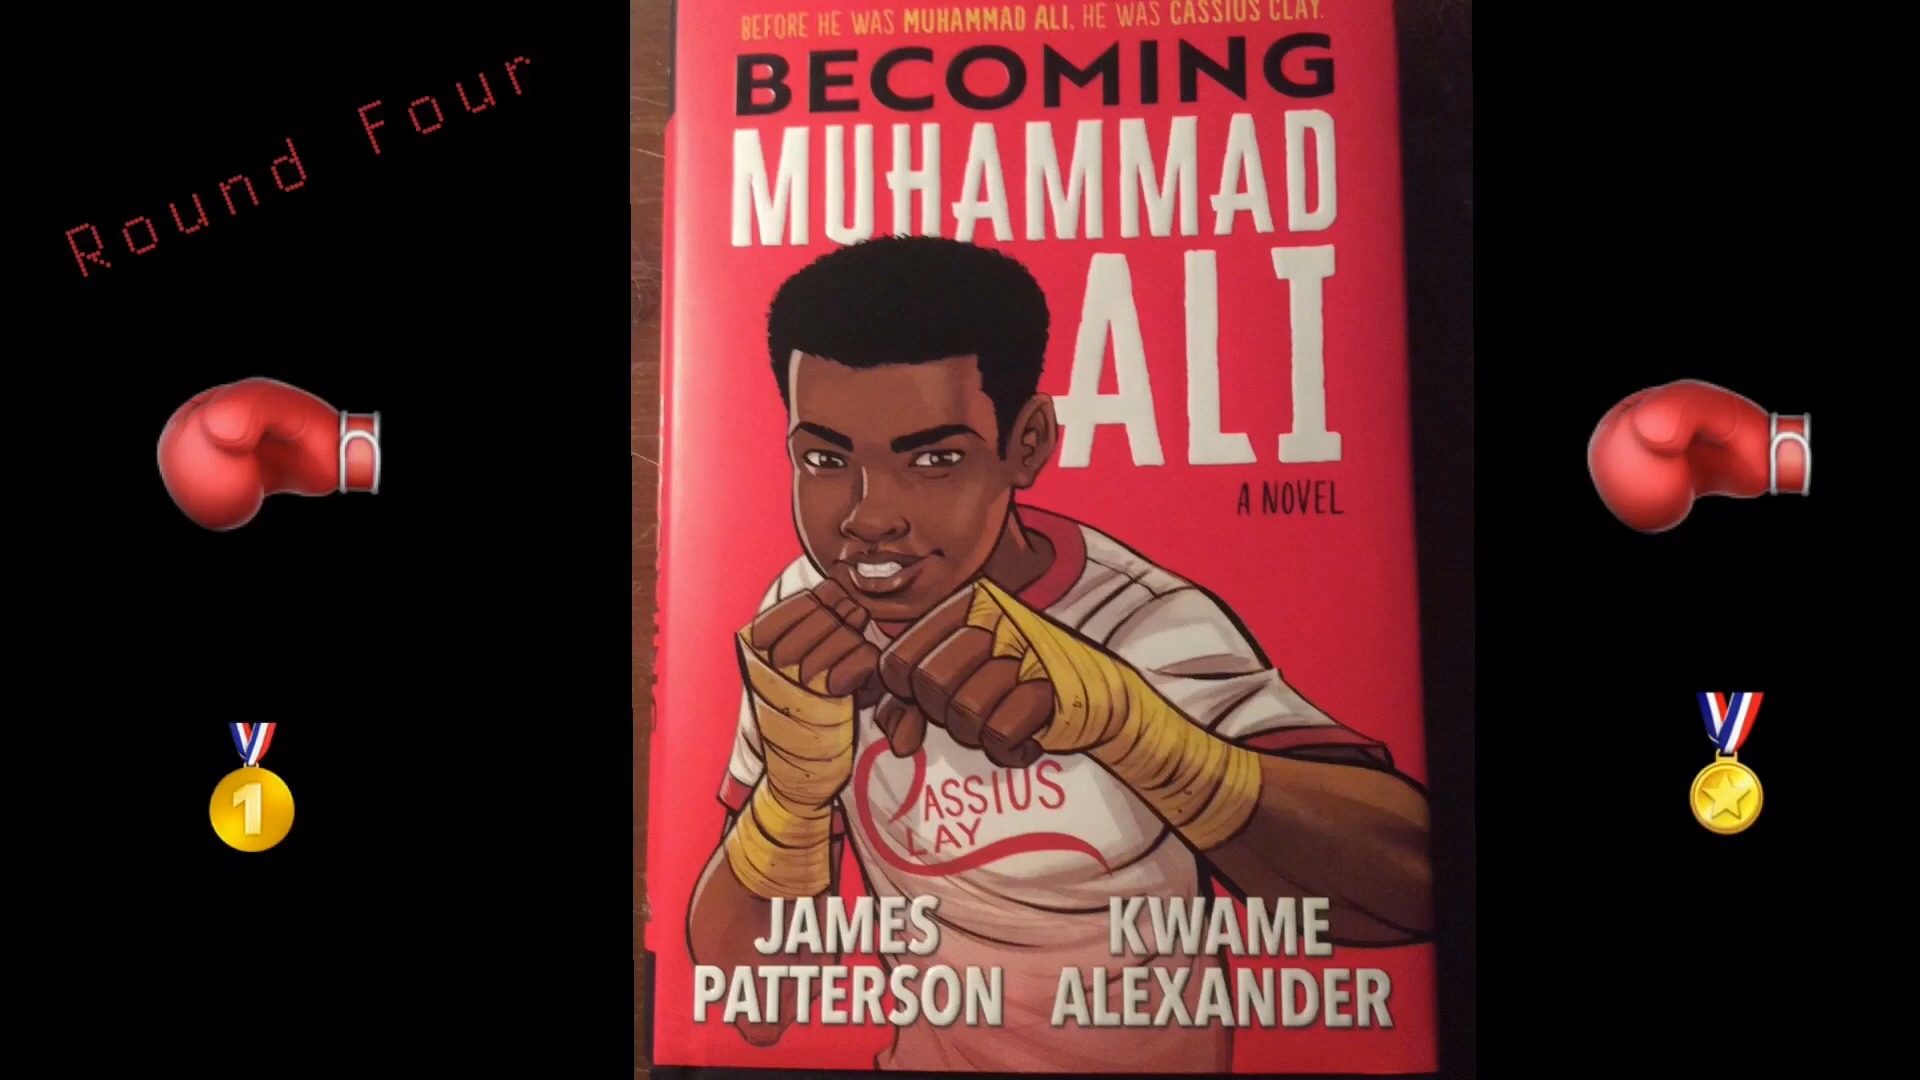 Round Four
BEFORE HE WAS MUHAMMAD ALI, HE WAS CASSIUS CLAY.
BECOMING
MUHAMMAD
ALI
A NOVEL
CASSIUS
CLAY
JAMES
PATTERSON
KWAME
ALEXANDER
1